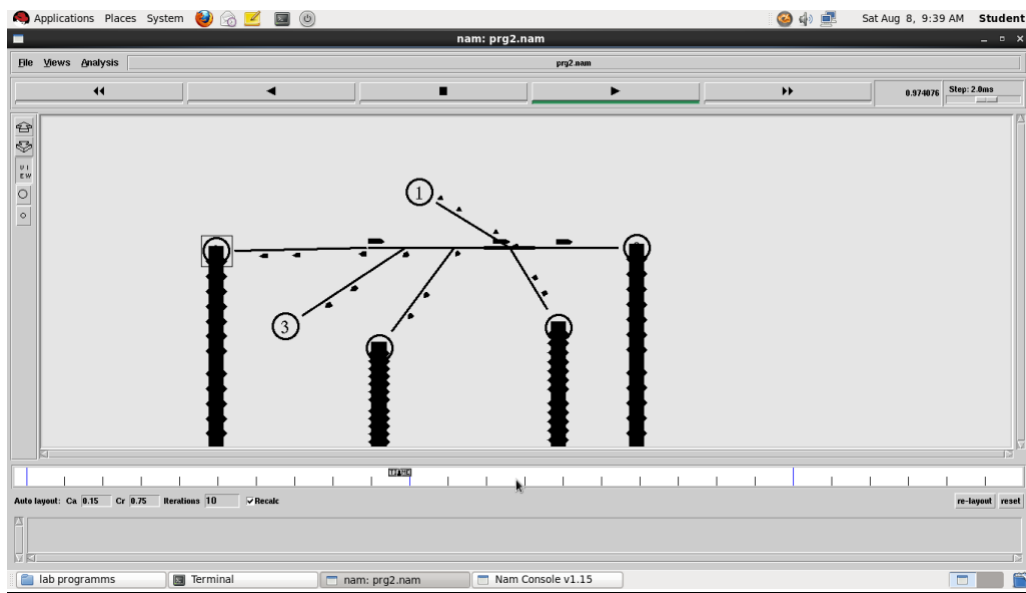 Applications Places System Sat Aug 8, 9:39 AM Student
nam: prg2.nam
File Views Analysis prg2.nam
0.974076 Step: 2.0ms
VIEW
1
3
Auto layout: Ca 0.15 Cr 0.75 Iterations 10 Recalc re-layout reset
lab programms Terminal nam: prg2.nam Nam Console v1.15